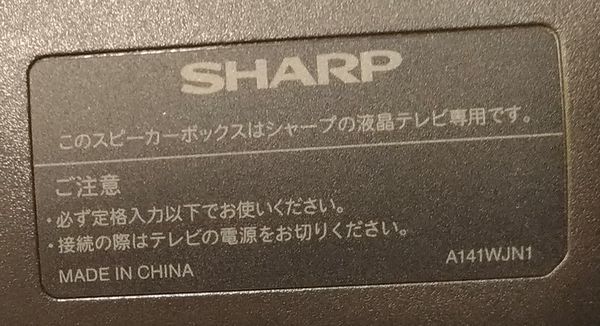 SHARP
このスピーカーボックスはシャープの液晶テレビ専用です。
ご注意
・必ず定格入力以下でお使いください。
・接続の際はテレビの電源をお切りください。
MADE IN CHINA
A141WJN1